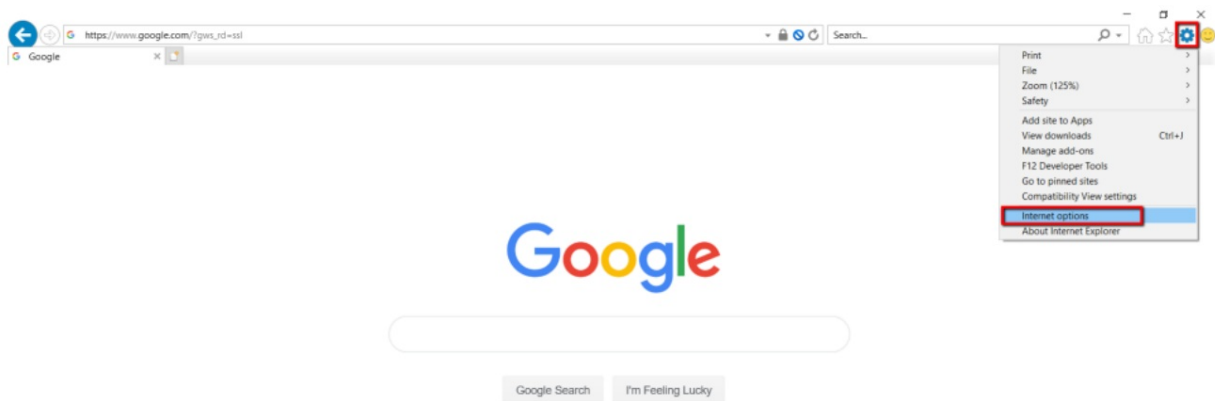 https://www.google.com/?gws_rd=ssl
Search...
Google
Print
File
Zoom (125%)
Safety
Add site to Apps
View downloads Ctrl+J
Manage add-ons
F12 Developer Tools
Go to pinned sites
Compatibility View settings
Internet options
About Internet Explorer
Google
Google Search
I'm Feeling Lucky